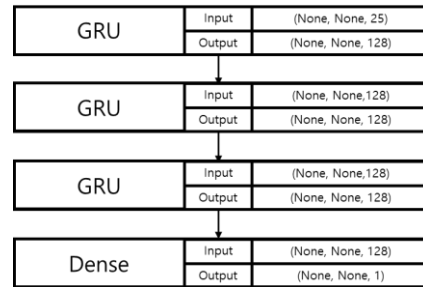 GRU
Input (None, None, 25)
Output (None, None, 128)
GRU
Input (None, None,128)
Output (None, None, 128)
GRU
Input (None, None,128)
Output (None, None, 128)
Dense
Input (None, None, 128)
Output (None, None, 1)